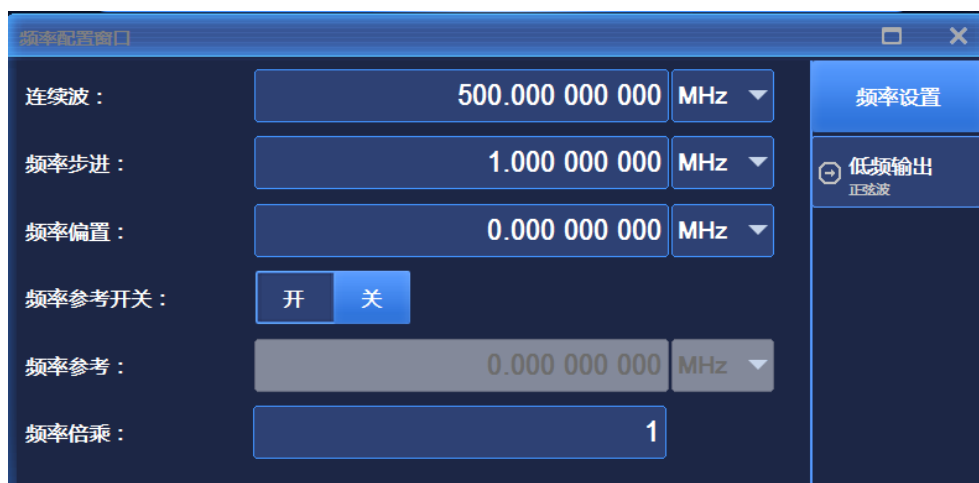 频率配置窗口
连续波：
500.000 000 000 MHz
频率设置
频率步进：
1.000 000 000 MHz
低频输出
正弦波
频率偏置：
0.000 000 000 MHz
频率参考开关：
开 关
频率参考：
0.000 000 000 MHz
频率倍乘：
1